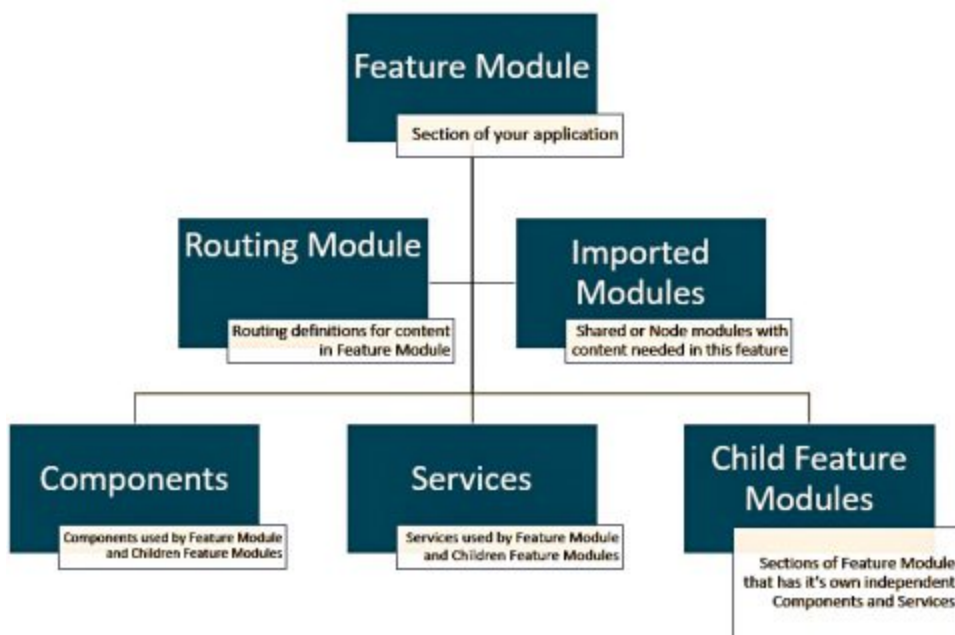 Feature Module
Section of your application
Routing Module
Routing definitions for content
in Feature Module
Imported
Modules
Shared or Node modules with
content needed in this feature
Components
Components used by Feature Module
and Children Feature Modules
Services
Services used by Feature Module
and Children Feature Modules
Child Feature
Modules
Sections of Feature Module
that has it's own independent
Components and Services